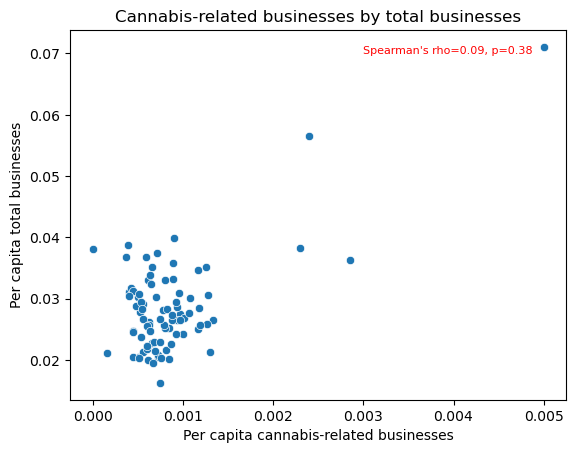 Cannabis-related businesses by total businesses
0.07
Spearman's rho=0.09, p=0.38
0.06
0.05
0.04
0.03
0.02
Per capita total businesses
0.000 0.001 0.002 0.003 0.004 0.005
Per capita cannabis-related businesses